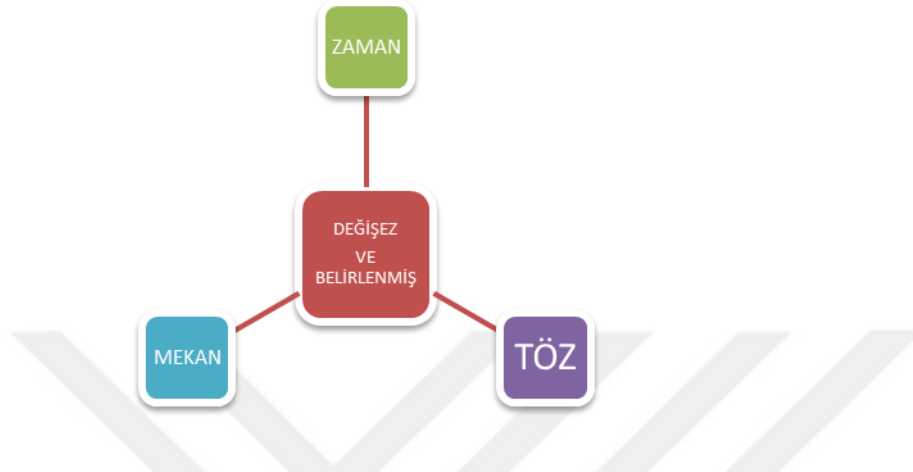 ZAMAN
DEĞİŞEZ
VE
BELİRLENMİŞ
MEKAN
TÖZ